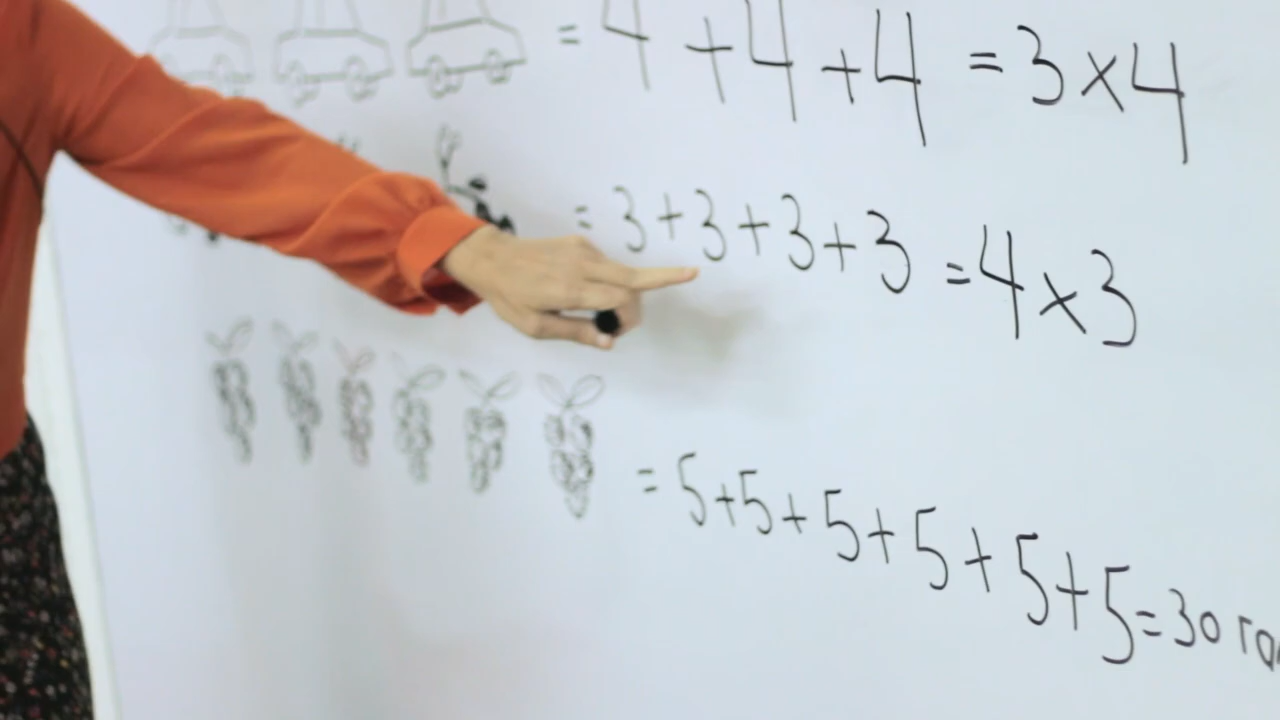 = 4 + 4 + 4 = 3 × 4
= 3 + 3 + 3 + 3 = 4 × 3
= 5 + 5 + 5 + 5 + 5 + 5 = 30